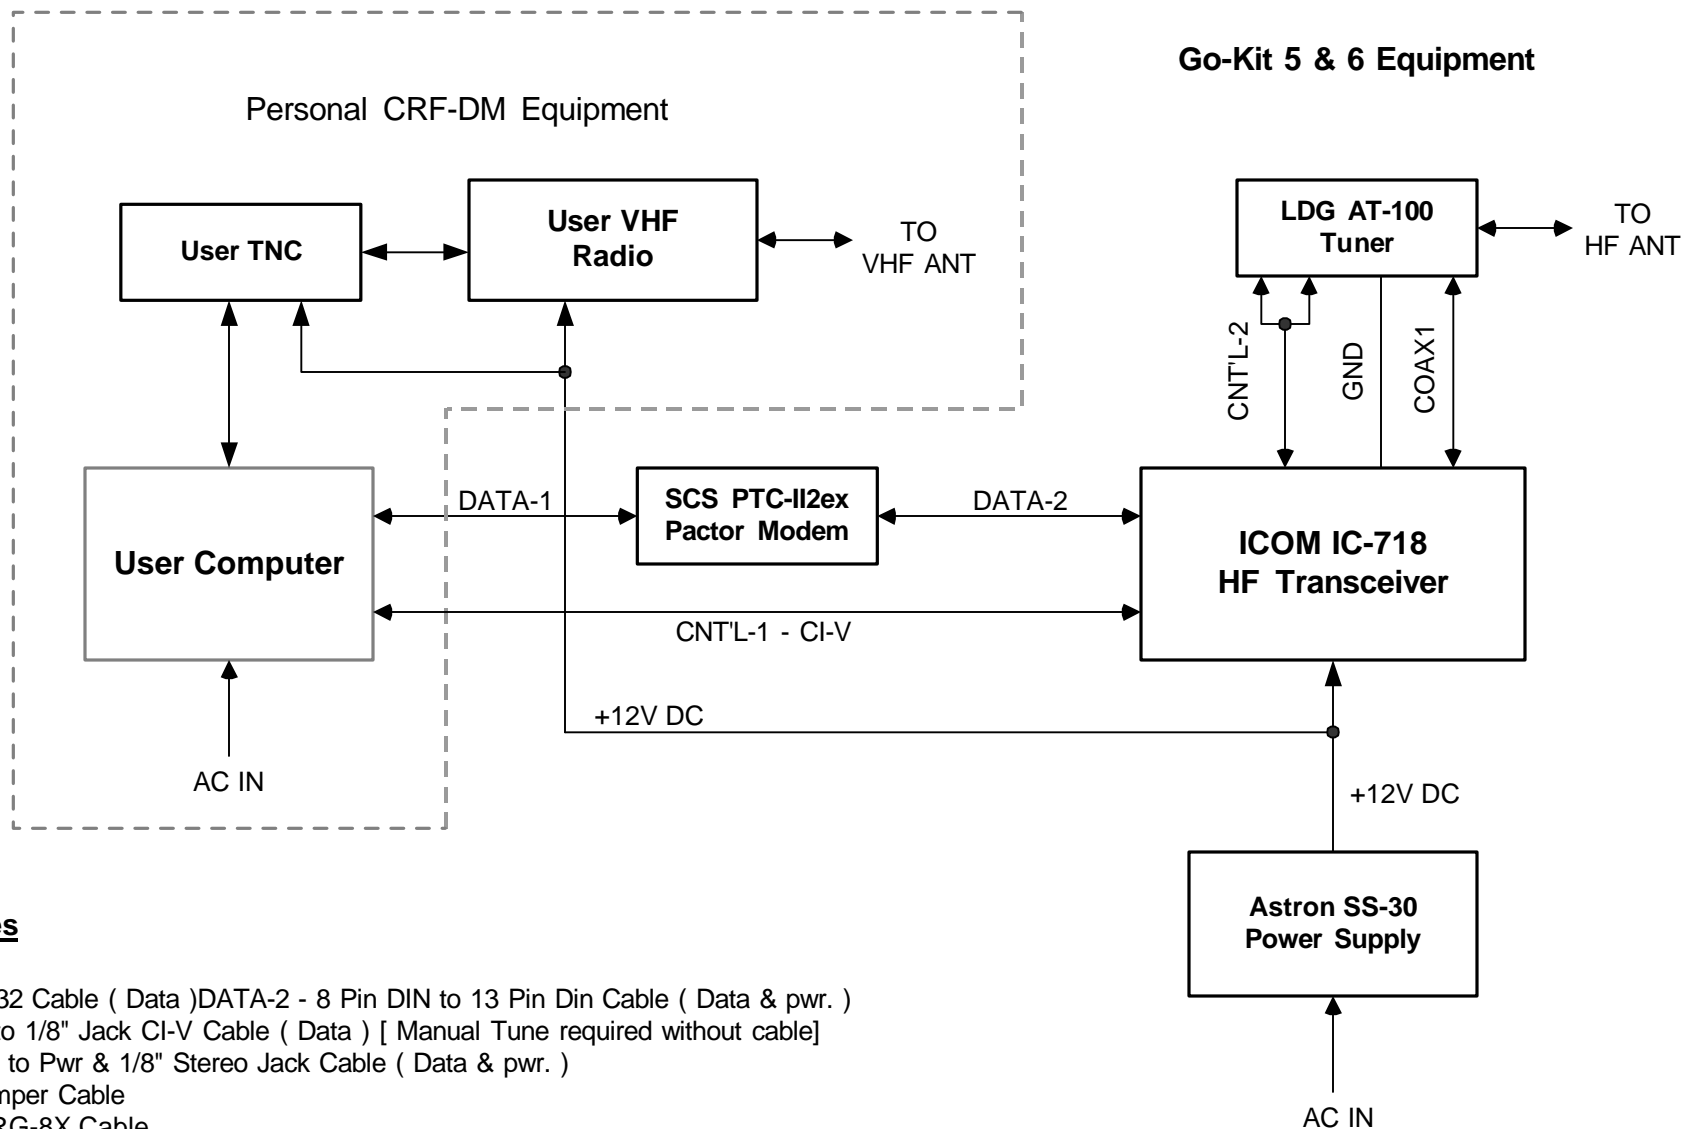 Go-Kit 5 & 6 Equipment
Personal CRF-DM Equipment
User TNC
User VHF
Radio
TO
VHF ANT
LDG AT-100
Tuner
TO
HF ANT
CNT'L-2
GND
COAX1
User Computer
DATA-1
SCS PTC-II2ex
Pactor Modem
DATA-2
ICOM IC-718
HF Transceiver
CNT'L-1 - CI-V
+12V DC
AC IN
+12V DC
Astron SS-30
Power Supply
AC IN
32 Cable ( Data )DATA-2 - 8 Pin DIN to 13 Pin Din Cable ( Data & pwr. )
to 1/8" Jack CI-V Cable ( Data ) [ Manual Tune required without cable]
to Pwr & 1/8" Stereo Jack Cable ( Data & pwr. )
Cable
RG-8X Cable